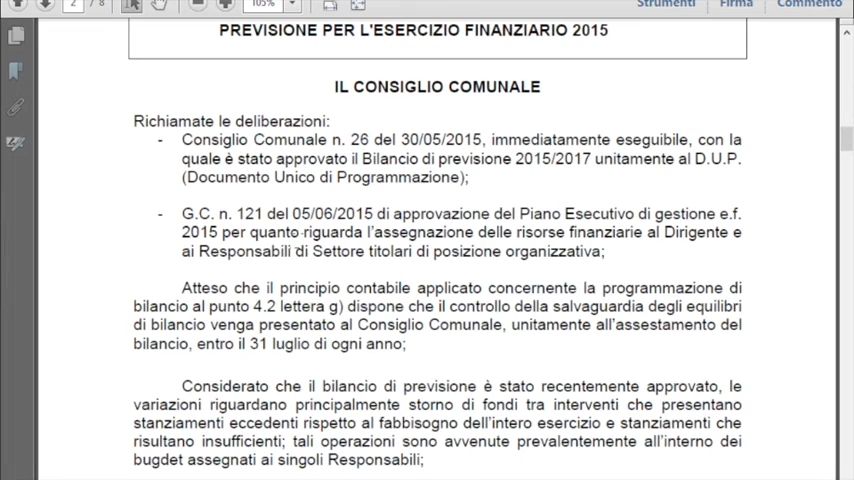 2 / 8
105%
Strumenti Firma Commento
PREVISIONE PER L'ESERCIZIO FINANZIARIO 2015
IL CONSIGLIO COMUNALE
Richiamate le deliberazioni:
- Consiglio Comunale n. 26 del 30/05/2015, immediatamente eseguibile, con la
quale è stato approvato il Bilancio di previsione 2015/2017 unitamente al D.U.P.
(Documento Unico di Programmazione);
- G.C. n. 121 del 05/06/2015 di approvazione del Piano Esecutivo di gestione e.f.
2015 per quanto riguarda l'assegnazione delle risorse finanziarie al Dirigente e
ai Responsabili di Settore titolari di posizione organizzativa;
Atteso che il principio contabile applicato concernente la programmazione di
bilancio al punto 4.2 lettera g) dispone che il controllo della salvaguardia degli equilibri
di bilancio venga presentato al Consiglio Comunale, unitamente all'assestamento del
bilancio, entro il 31 luglio di ogni anno;
Considerato che il bilancio di previsione è stato recentemente approvato, le
variazioni riguardano principalmente storno di fondi tra interventi che presentano
stanziamenti eccedenti rispetto al fabbisogno dell'intero esercizio e stanziamenti che
risultano insufficienti; tali operazioni sono avvenute prevalentemente all'interno dei
bugdet assegnati ai singoli Responsabili;